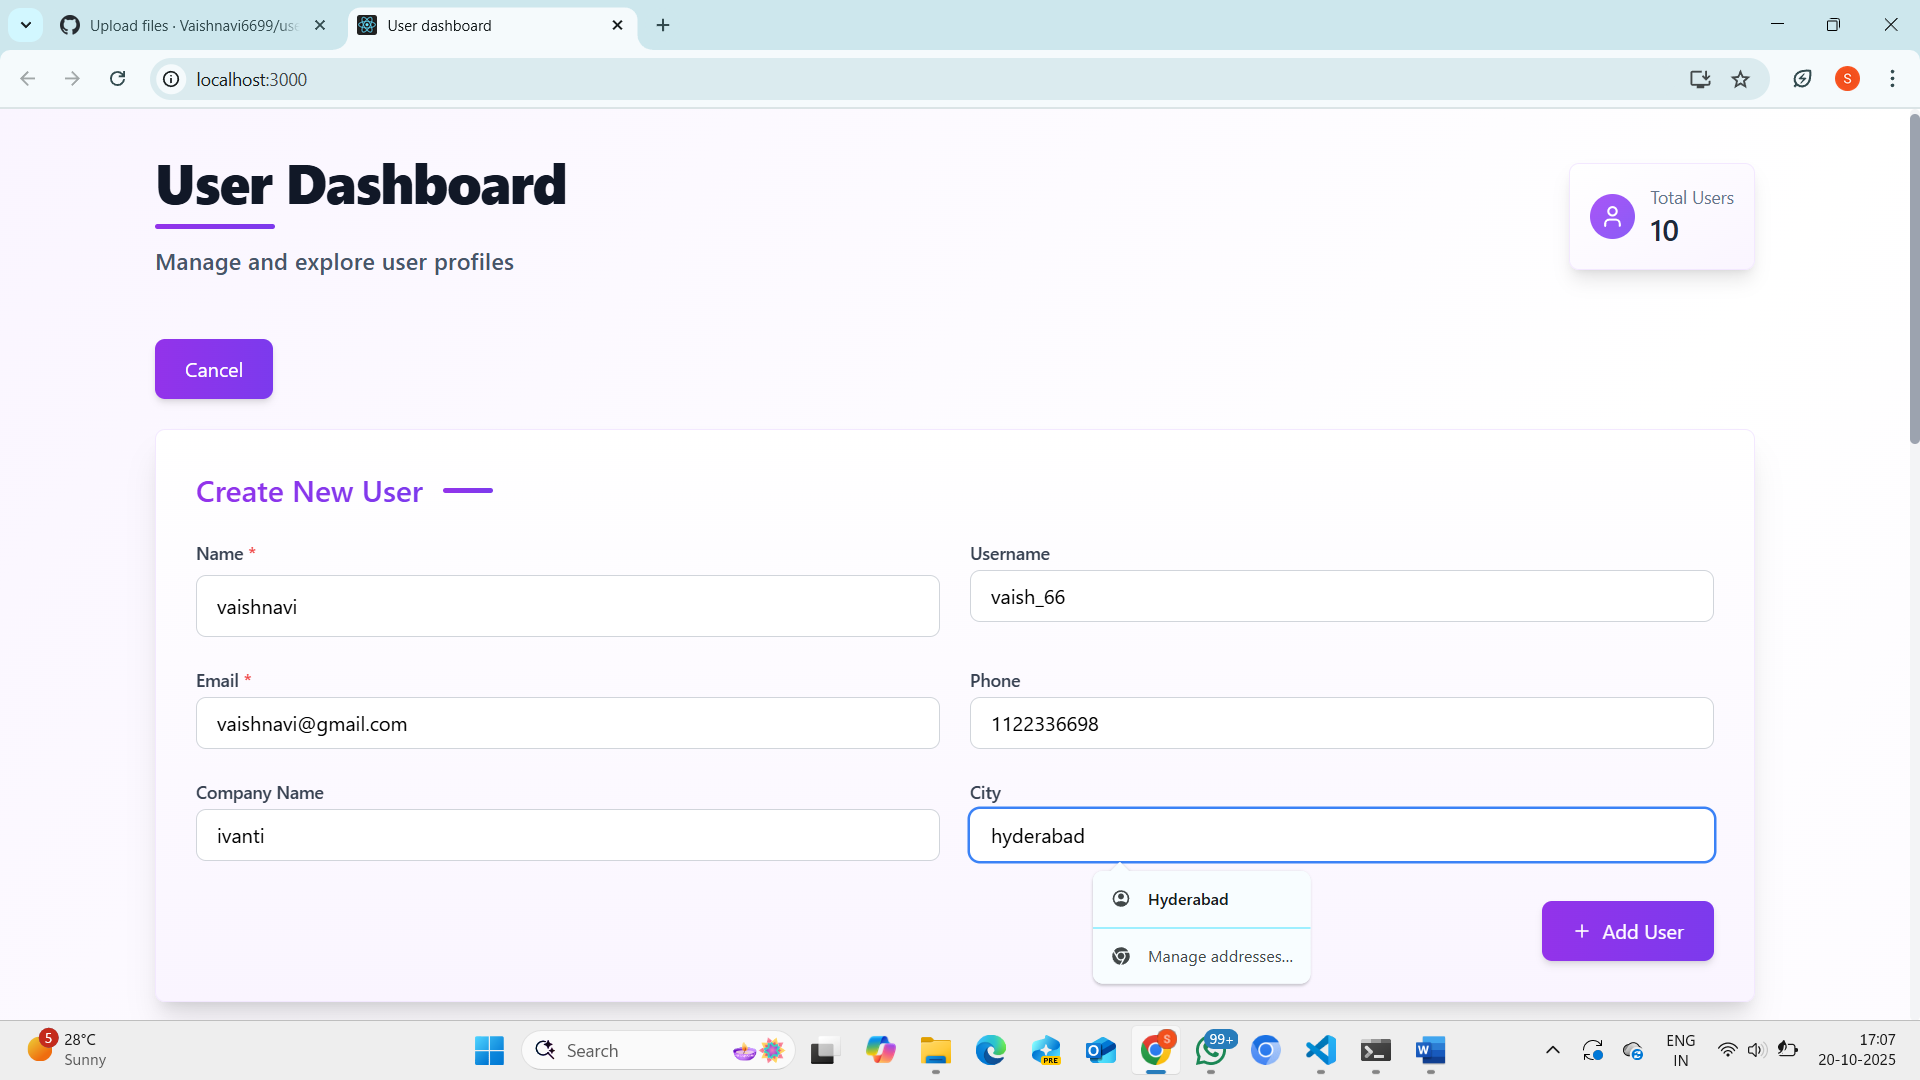 Upload files · Vaishnavi6699/use
User dashboard
localhost:3000
S
User Dashboard
Manage and explore user profiles
Total Users
10
Cancel
Create New User
Name *
Username
vaishnavi
vaish_66
Email *
Phone
vaishnavi@gmail.com
1122336698
Company Name
City
ivanti
hyderabad
Hyderabad
Manage addresses...
+ Add User
5
28°C
Sunny
Search
PRE
S
99+
ENG
IN
17:07
20-10-2025